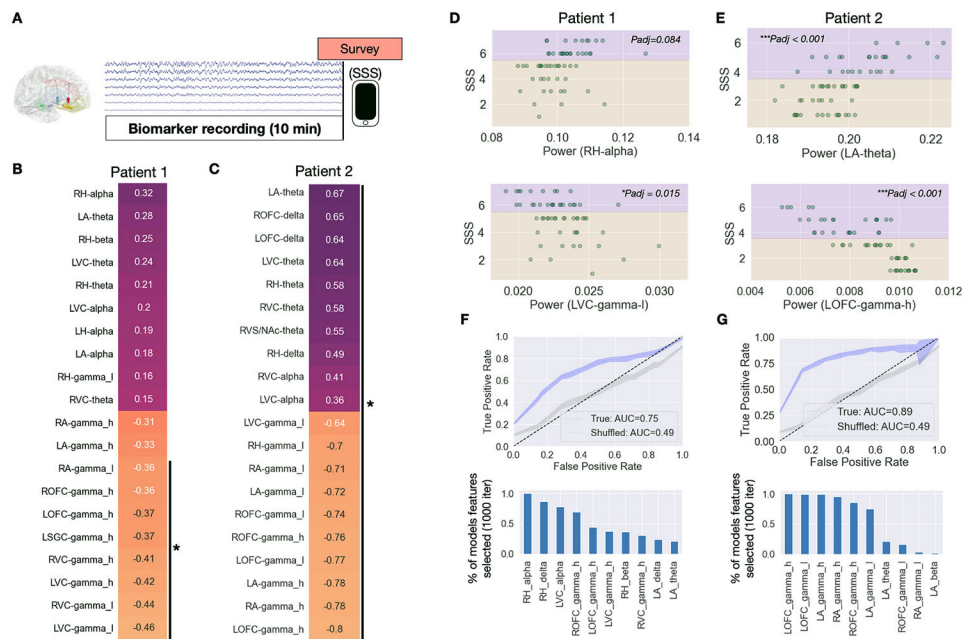 A
Survey
(SSS)
Biomarker recording (10 min)
B
Patient 1
RH-alpha 0.32
LA-theta 0.28
RH-beta 0.25
LVC-theta 0.24
RH-theta 0.21
LVC-alpha 0.2
LH-alpha 0.19
LA-alpha 0.18
RH-gamma_l 0.16
RVC-theta 0.15
RA-gamma_h -0.31
LA-gamma_h -0.33
RA-gamma_l -0.36
ROFC-gamma_h -0.36
LOFC-gamma_h -0.37
LSGC-gamma_h -0.37
RVC-gamma_h -0.41
LVC-gamma_h -0.42
RVC-gamma_l -0.44
LVC-gamma_l -0.46
*
C
Patient 2
LA-theta 0.67
ROFC-delta 0.65
LOFC-delta 0.64
LVC-theta 0.64
RH-theta 0.58
RVC-theta 0.58
RVS/NAc-theta 0.55
RH-delta 0.49
RVC-alpha 0.41
LVC-alpha 0.36
LVC-gamma_l -0.64
RH-gamma_l -0.7
RA-gamma_l -0.71
LA-gamma_l -0.72
ROFC-gamma_l -0.74
ROFC-gamma_h -0.76
LOFC-gamma_l -0.77
LA-gamma_h -0.78
RA-gamma_h -0.78
LOFC-gamma_h -0.8
*
D
Patient 1
Padj=0.084
SSS
6
4
2
0.08 0.10 0.12 0.14
Power (RH-alpha)
*Padj = 0.015
SSS
6
4
2
0.020 0.025 0.030
Power (LVC-gamma-l)
E
Patient 2
***Padj < 0.001
SSS
6
4
2
0.18 0.20 0.22
Power (LA-theta)
***Padj < 0.001
SSS
6
4
2
0.004 0.006 0.008 0.010 0.012
Power (LOFC-gamma-h)
F
True Positive Rate
1.0
0.8
0.6
0.4
0.2
0.0
True: AUC=0.75
Shuffled: AUC=0.49
0.0 0.2 0.4 0.6 0.8 1.0
False Positive Rate
% of models features
selected (1000 iter)
1.0
0.5
0.0
RH_alpha
RH_delta
LVC_alpha
ROFC_gamma_h
LOFC_gamma_h
LVC_gamma_h
RH_beta
RVC_gamma_h
LA_delta
LA_theta
G
True Positive Rate
1.00
0.75
0.50
0.25
0.00
True: AUC=0.89
Shuffled: AUC=0.49
0.0 0.2 0.4 0.6 0.8 1.0
False Positive Rate
% of models features
selected (1000 iter)
1.0
0.5
0.0
LOFC_gamma_h
LOFC_gamma_l
LA_gamma_h
RA_gamma_h
ROFC_gamma_h
LA_gamma_l
LA_theta
ROFC_gamma_l
RA_gamma_l
LA_beta